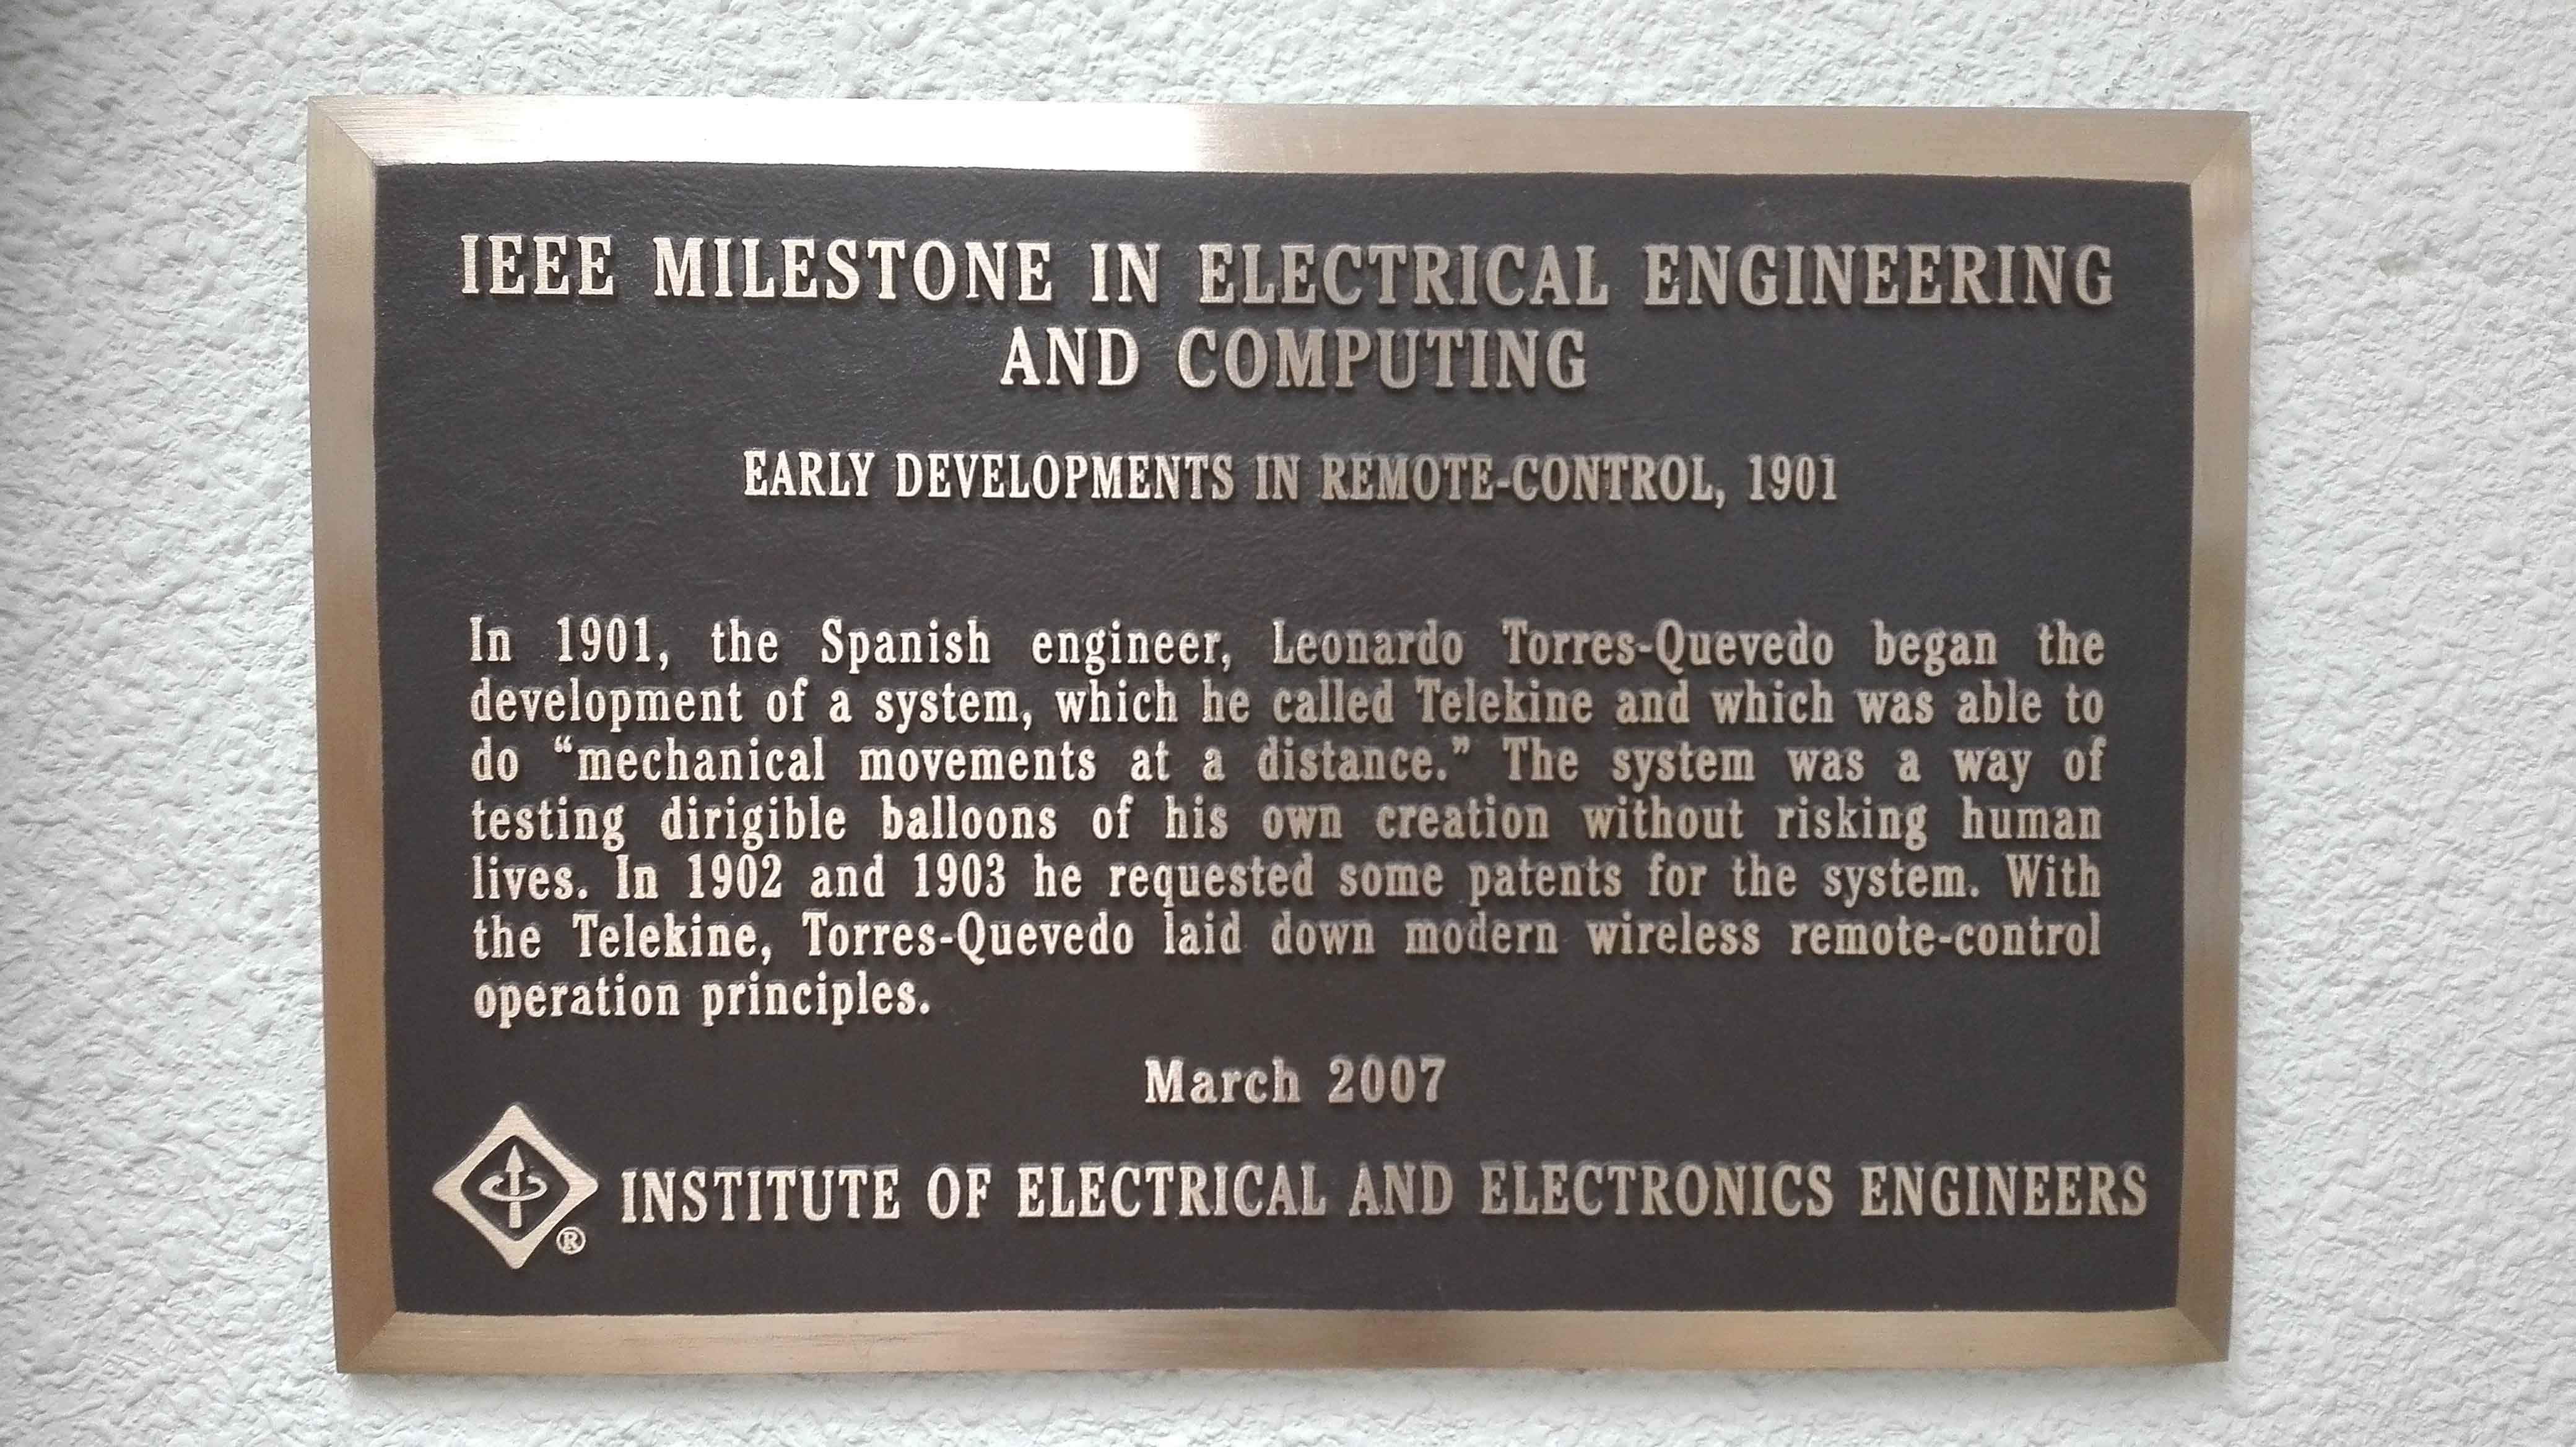 IEEE MILESTONE IN ELECTRICAL ENGINEERING
AND COMPUTING
EARLY DEVELOPMENTS IN REMOTE-CONTROL, 1901
In 1901, the Spanish engineer, Leonardo Torres-Quevedo began the
development of a system, which he called Telekine and which was able to
do “mechanical movements at a distance.” The system was a way of
testing dirigible balloons of his own creation without risking human
lives. In 1902 and 1903 he requested some patents for the system. With
the Telekine, Torres-Quevedo laid down modern wireless remote-control
operation principles.
March 2007
® INSTITUTE OF ELECTRICAL AND ELECTRONICS ENGINEERS